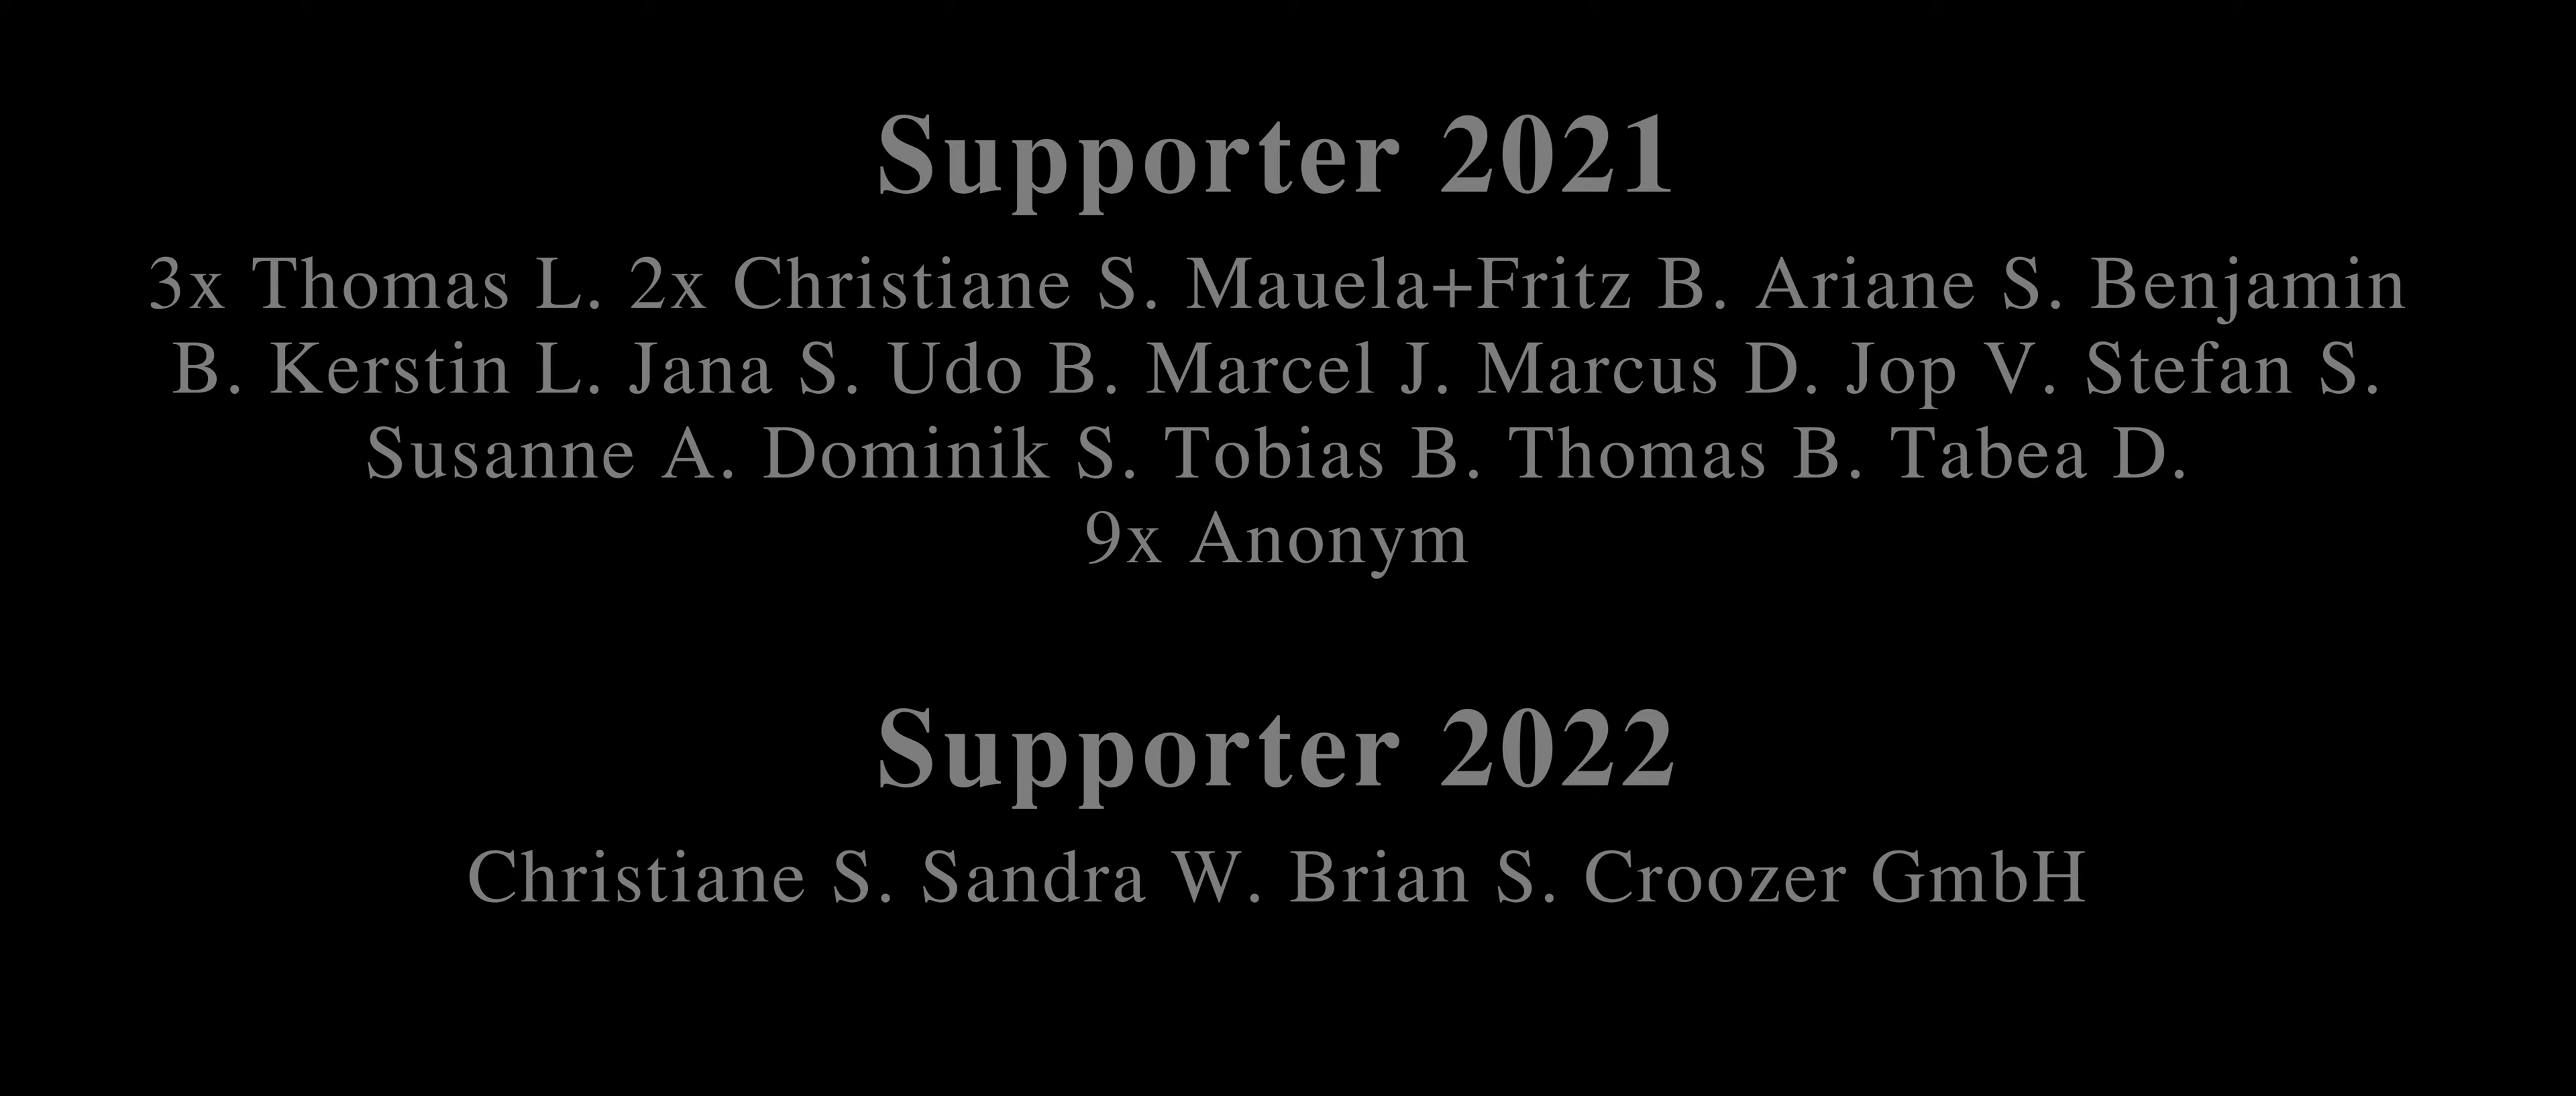 Supporter 2021
3x Thomas L. 2x Christiane S. Mauela+Fritz B. Ariane S. Benjamin
B. Kerstin L. Jana S. Udo B. Marcel J. Marcus D. Jop V. Stefan S.
Susanne A. Dominik S. Tobias B. Thomas B. Tabea D.
9x Anonym
Supporter 2022
Christiane S. Sandra W. Brian S. Croozer GmbH